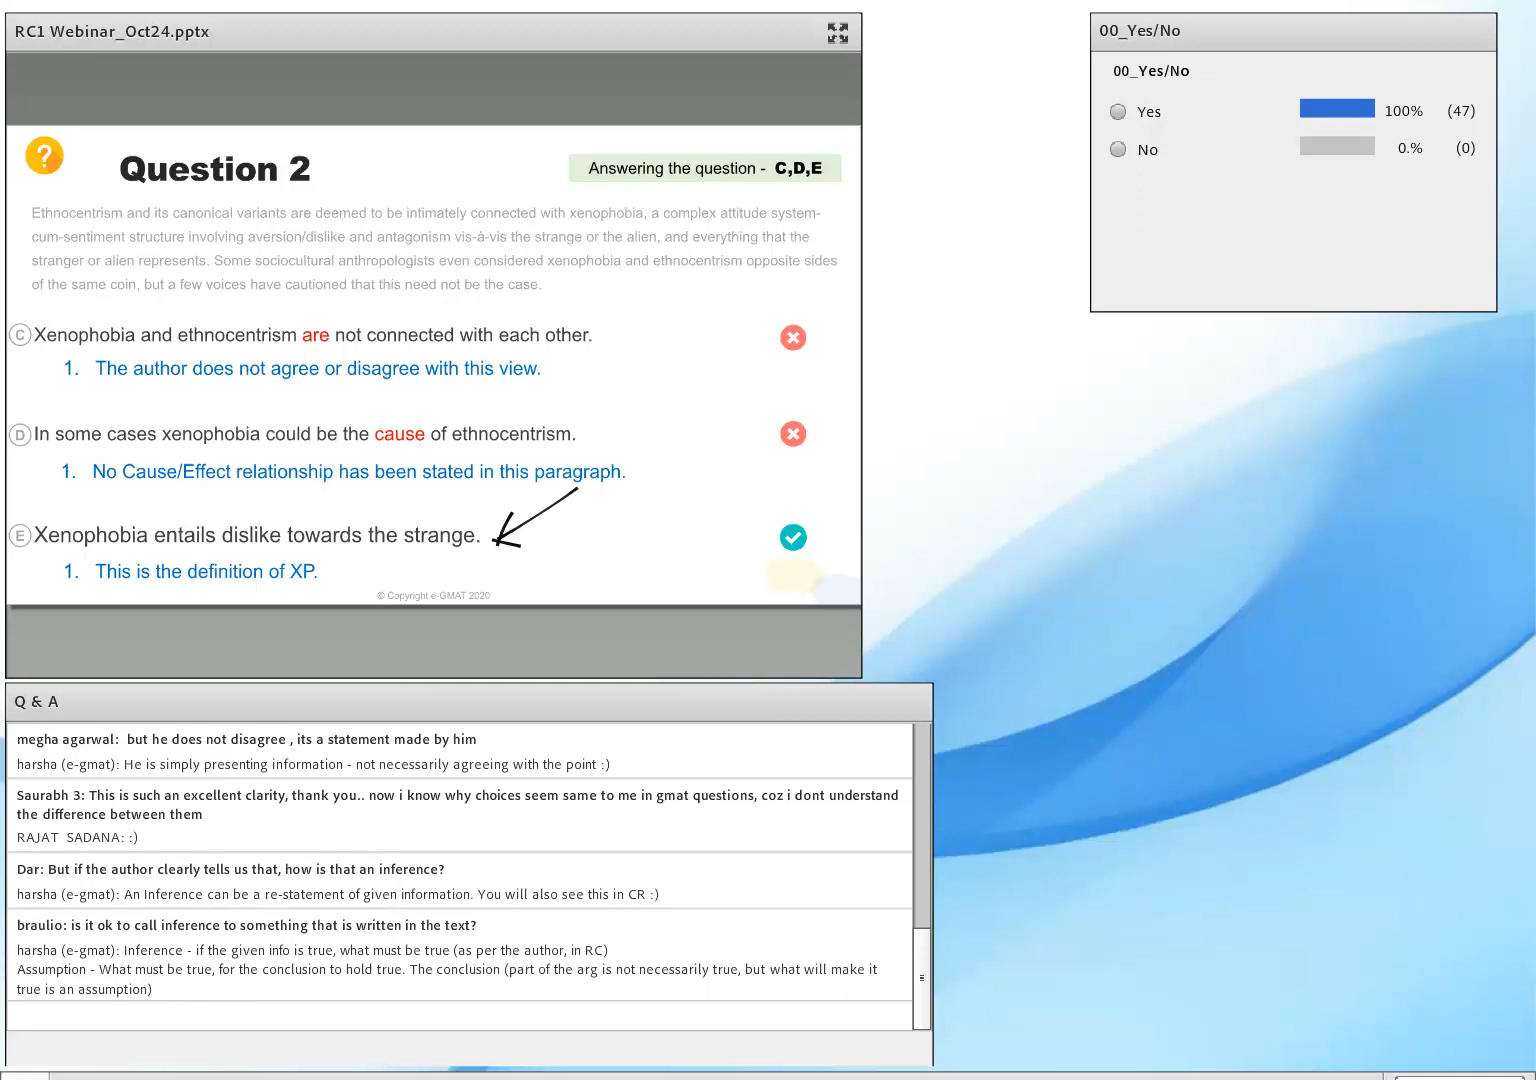 RC1 Webinar_Oct24.pptx
?
Question 2
Answering the question - C,D,E
Ethnocentrism and its canonical variants are deemed to be intimately connected with xenophobia, a complex attitude system-
cum-sentiment structure involving aversion/dislike and antagonism vis-à-vis the strange or the alien, and everything that the
stranger or alien represents. Some sociocultural anthropologists even considered xenophobia and ethnocentrism opposite sides
of the same coin, but a few voices have cautioned that this need not be the case.
C Xenophobia and ethnocentrism are not connected with each other.
1. The author does not agree or disagree with this view.
D In some cases xenophobia could be the cause of ethnocentrism.
1. No Cause/Effect relationship has been stated in this paragraph.
E Xenophobia entails dislike towards the strange.
1. This is the definition of XP.
© Copyright e-GMAT 2020
00_Yes/No
00_Yes/No
Yes 100% (47)
No 0.% (0)
Q & A
megha agarwal: but he does not disagree , its a statement made by him
harsha (e-gmat): He is simply presenting information - not necessarily agreeing with the point :)
Saurabh 3: This is such an excellent clarity, thank you.. now i know why choices seem same to me in gmat questions, coz i dont understand
the difference between them
RAJAT SADANA: :)
Dar: But if the author clearly tells us that, how is that an inference?
harsha (e-gmat): An Inference can be a re-statement of given information. You will also see this in CR :)
braulio: is it ok to call inference to something that is written in the text?
harsha (e-gmat): Inference - if the given info is true, what must be true (as per the author, in RC)
Assumption - What must be true, for the conclusion to hold true. The conclusion (part of the arg is not necessarily true, but what will make it
true is an assumption)